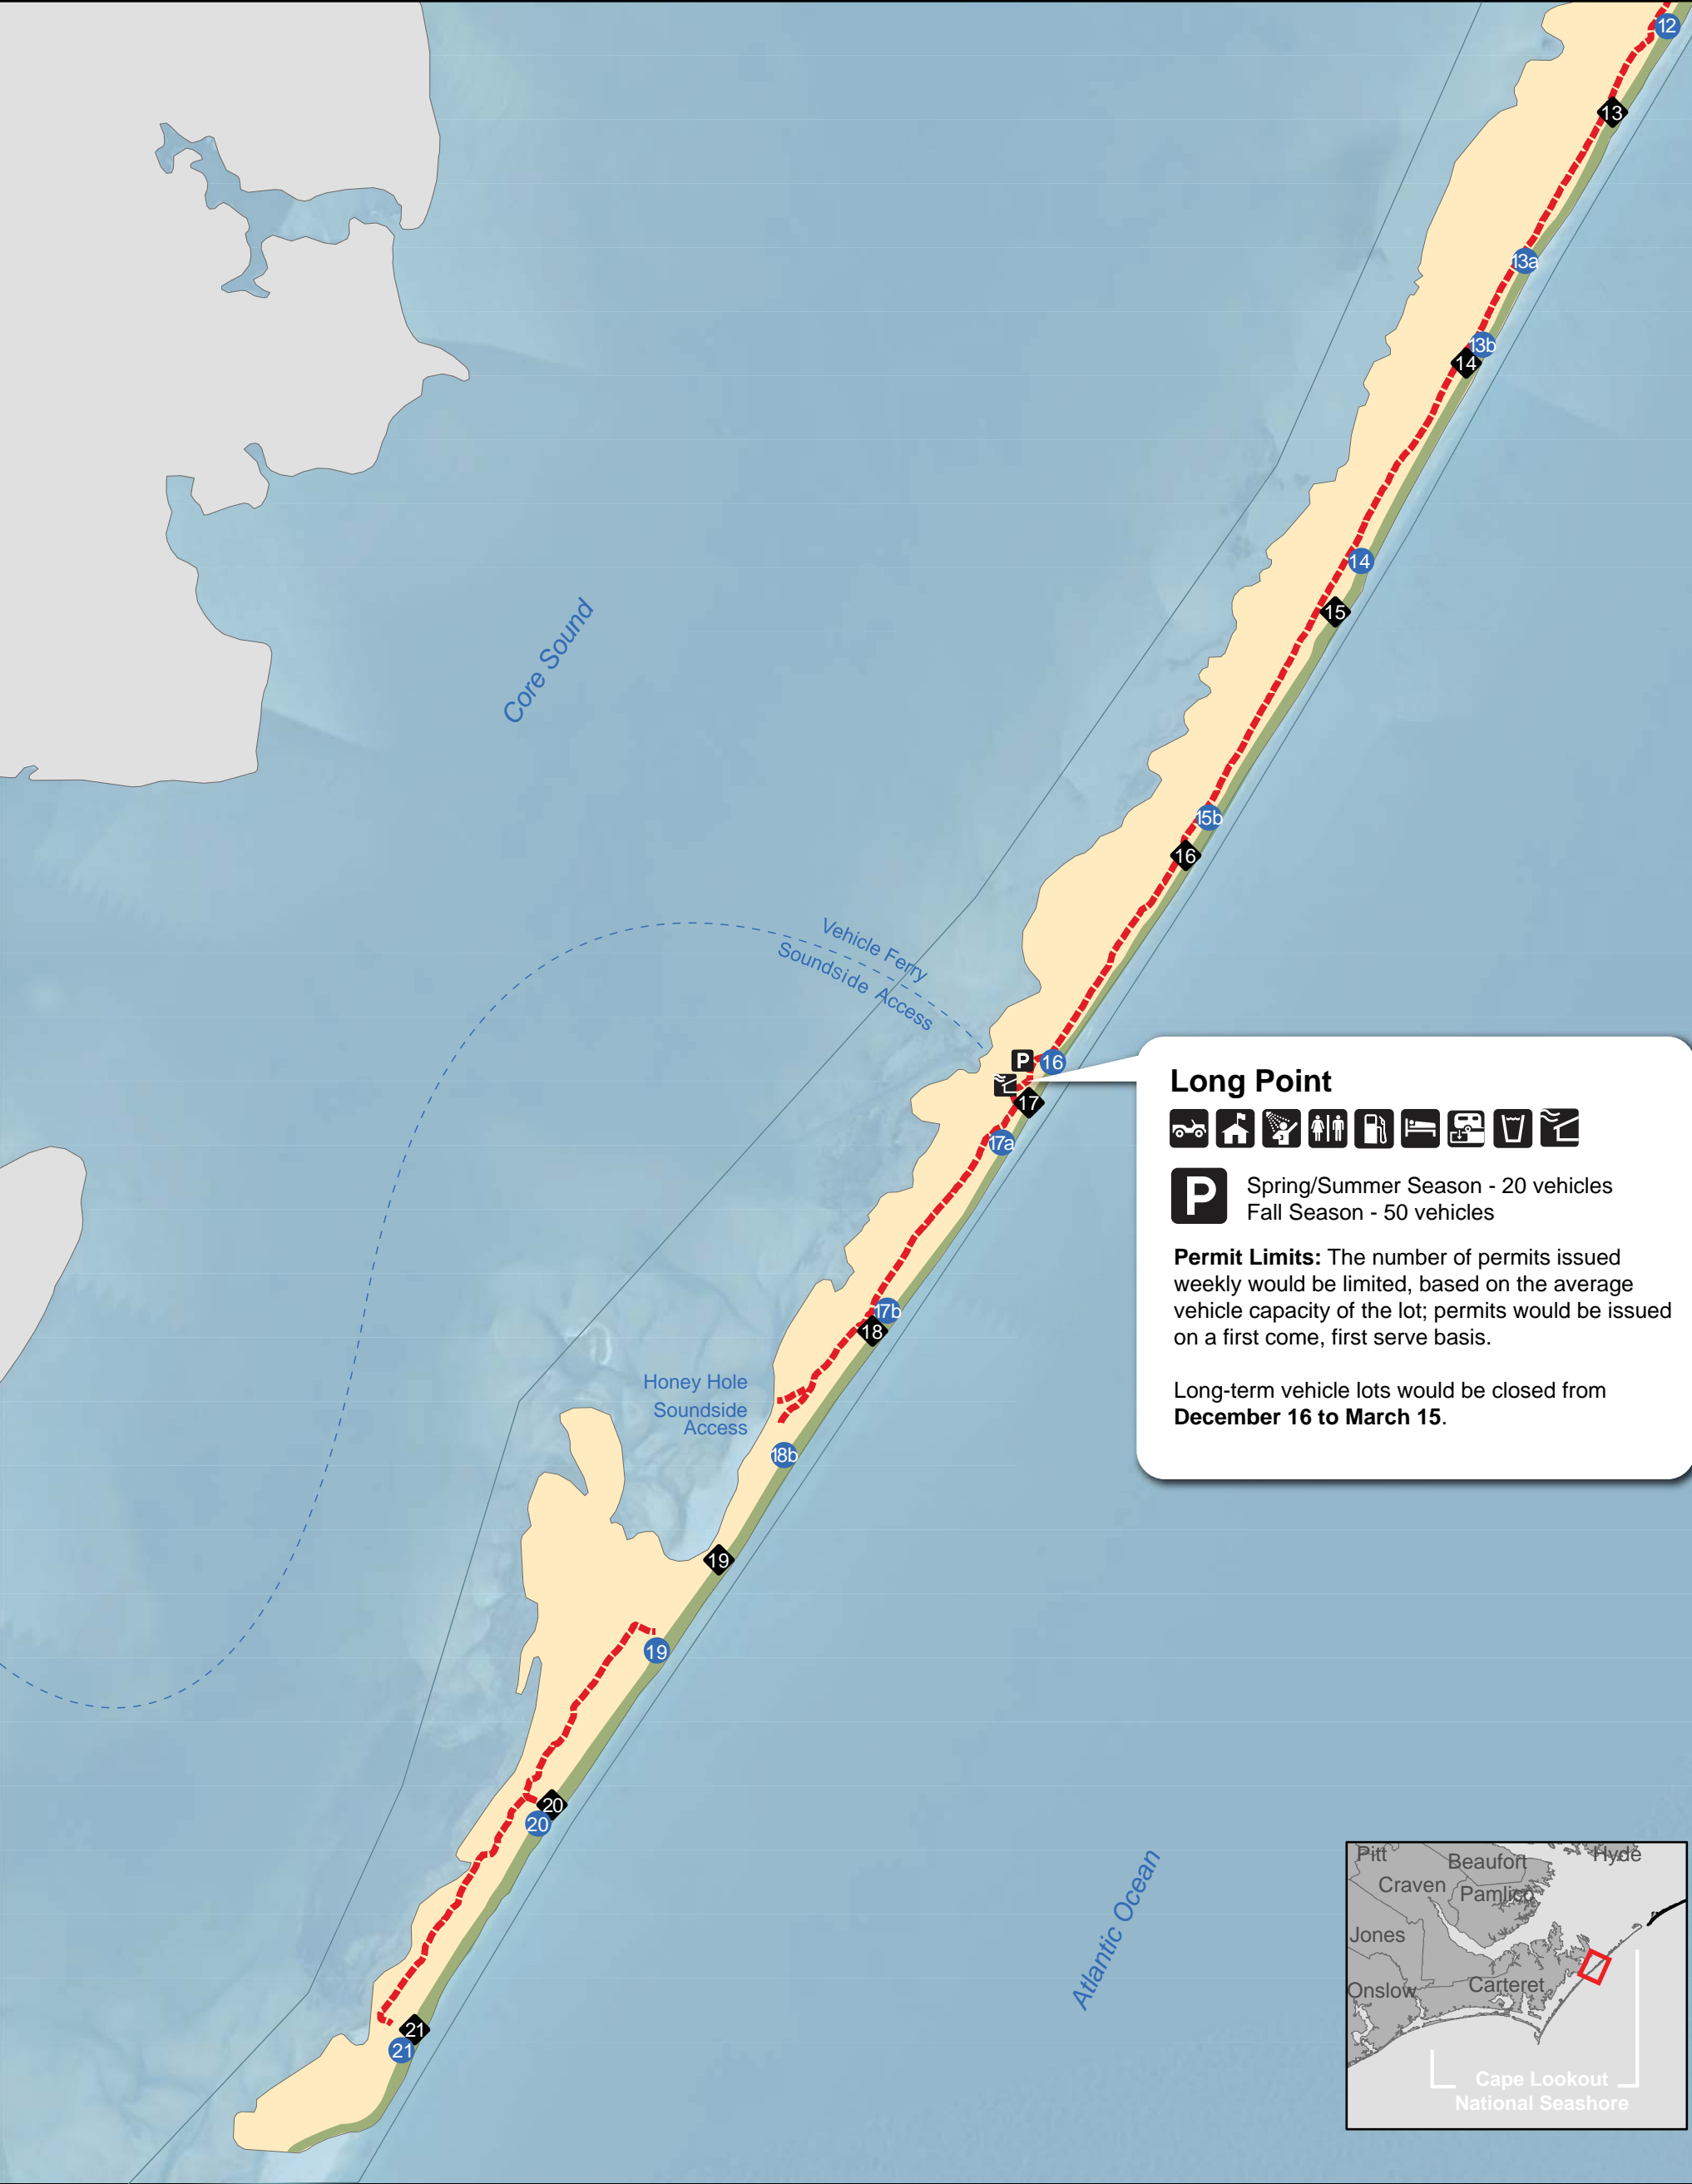 12
13
13a
13b
14
14
15
Core Sound
15b
16
Vehicle Ferry
Soundside Access
P
16
17
17a
Long Point
P
Spring/Summer Season - 20 vehicles
Fall Season - 50 vehicles
Permit Limits: The number of permits issued
weekly would be limited, based on the average
vehicle capacity of the lot; permits would be issued
on a first come, first serve basis.
Long-term vehicle lots would be closed from
December 16 to March 15.
17b
18
Honey Hole
Soundside
Access
18b
19
19
20
20
Atlantic Ocean
21
21
Pitt
Beaufort
Hyde
Craven
Pamlico
Jones
Onslow
Carteret
Cape Lookout
National Seashore